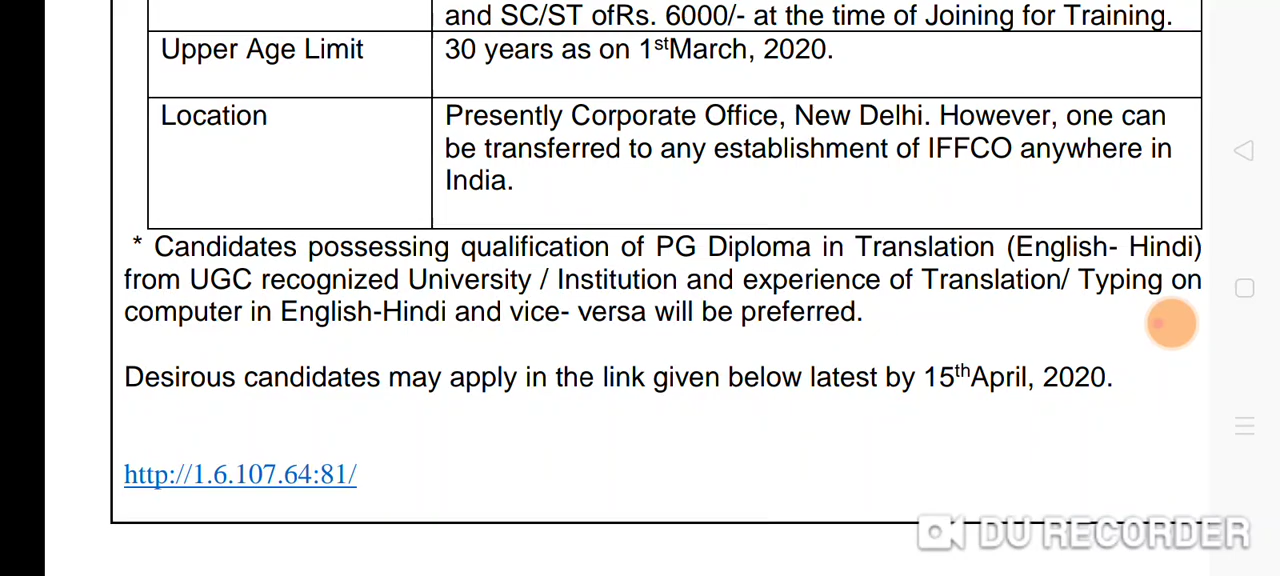 and SC/ST ofRs. 6000/- at the time of Joining for Training.
Upper Age Limit
30 years as on 1stMarch, 2020.
Location
Presently Corporate Office, New Delhi. However, one can
be transferred to any establishment of IFFCO anywhere in
India.
* Candidates possessing qualification of PG Diploma in Translation (English- Hindi)
from UGC recognized University / Institution and experience of Translation/ Typing on
computer in English-Hindi and vice- versa will be preferred.
Desirous candidates may apply in the link given below latest by 15thApril, 2020.
http://1.6.107.64:81/
DU RECORDER